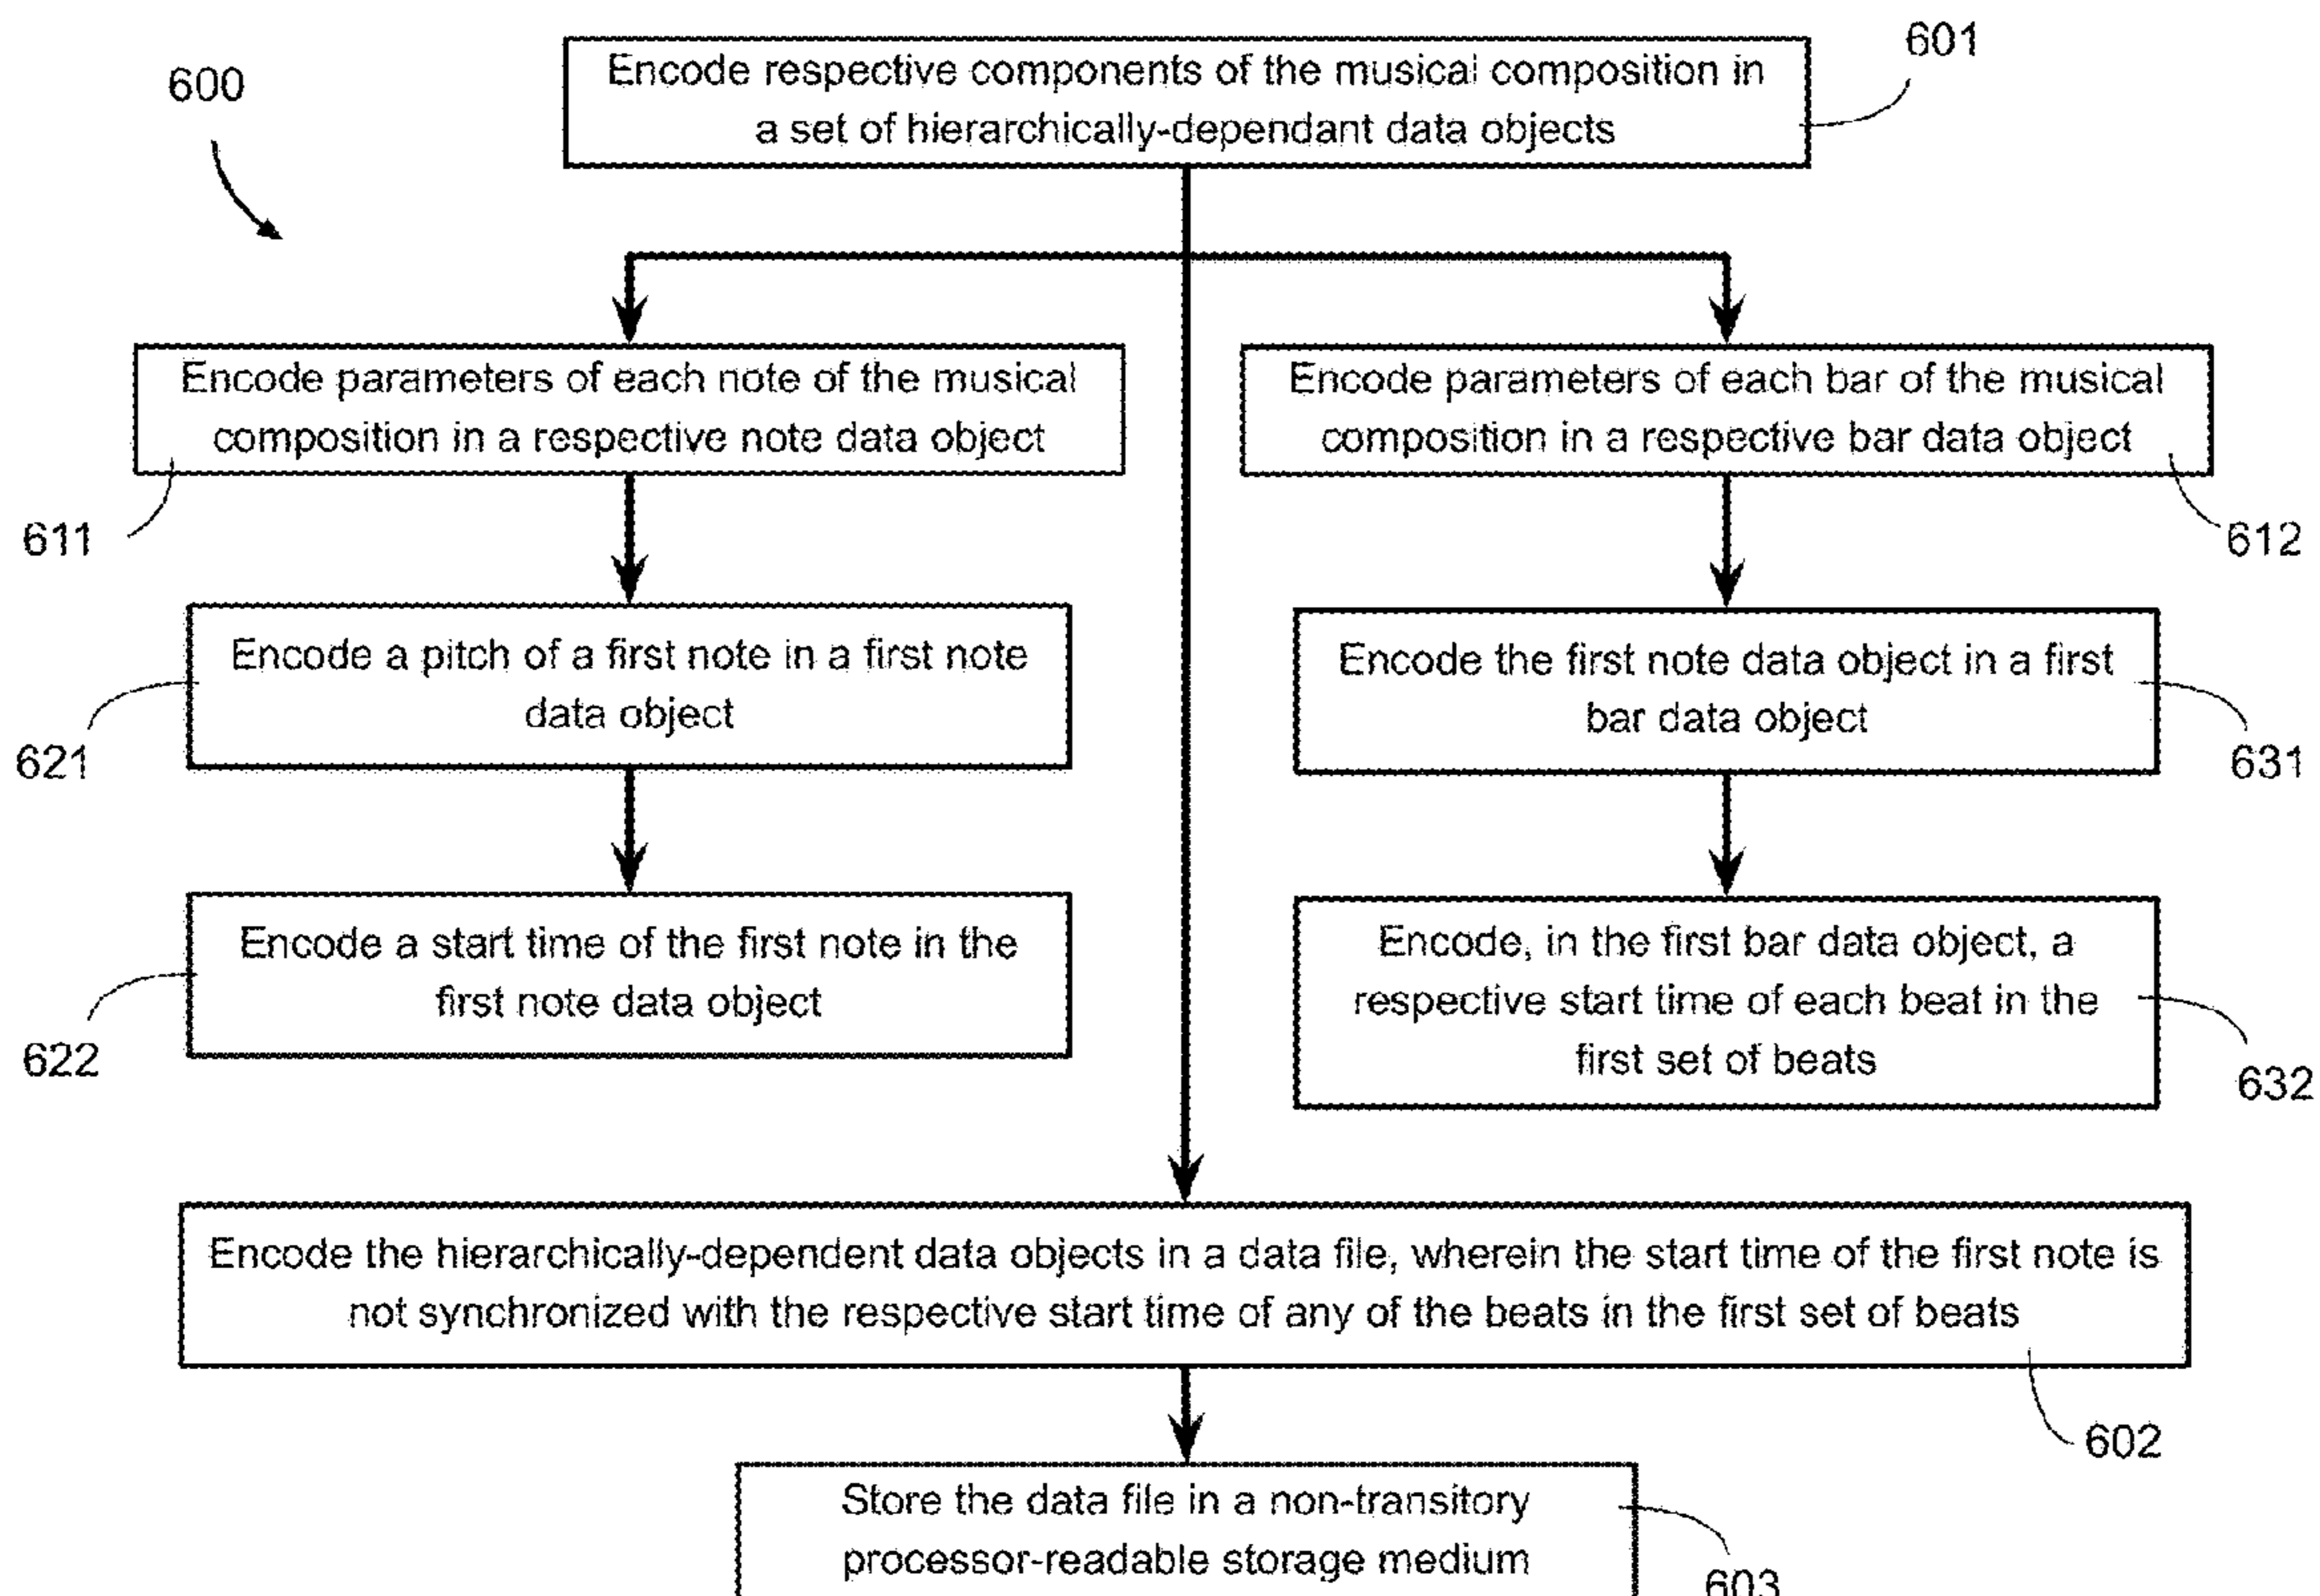 601
600
Encode respective components of the musical composition in
a set of hierarchically-dependant data objects
Encode parameters of each note of the musical
composition in a respective note data object
611
Encode parameters of each bar of the musical
composition in a respective bar data object
612
Encode a pitch of a first note in a first note
data object
621
Encode the first note data object in a first
bar data object
631
Encode a start time of the first note in the
first note data object
622
Encode, in the first bar data object, a
respective start time of each beat in the
first set of beats
632
Encode the hierarchically-dependent data objects in a data file, wherein the start time of the first note is
not synchronized with the respective start time of any of the beats in the first set of beats
602
Store the data file in a non-transitory
processor-readable storage medium
603